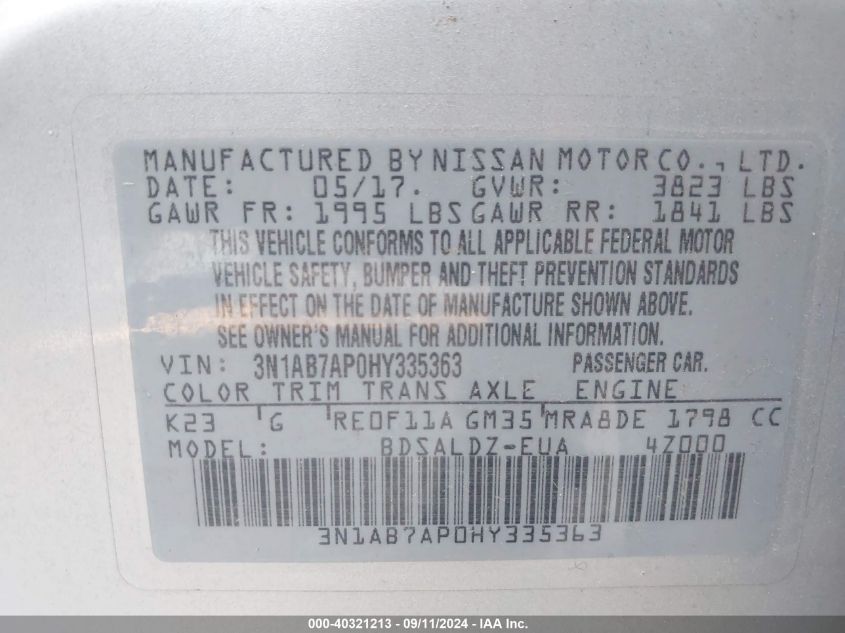 MANUFACTURED BY NISSAN MOTOR CO., LTD.
DATE: 05/17. GVWR: 3823 LBS
GAWR FR: 1995 LBS GAWR RR: 1841 LBS
THIS VEHICLE CONFORMS TO ALL APPLICABLE FEDERAL MOTOR
VEHICLE SAFETY, BUMPER AND THEFT PREVENTION STANDARDS
IN EFFECT ON THE DATE OF MANUFACTURE SHOWN ABOVE.
SEE OWNER'S MANUAL FOR ADDITIONAL INFORMATION.
VIN: 3N1AB7AP0HY335363 PASSENGER CAR.
COLOR TRIM TRANS AXLE ENGINE
K23 G RE0F11A GM35 MRA8DE 1798 CC
MODEL: BDSALDZ-EUA 4Z000
3N1AB7AP0HY335363
000-40321213 - 09/11/2024 - IAA Inc.